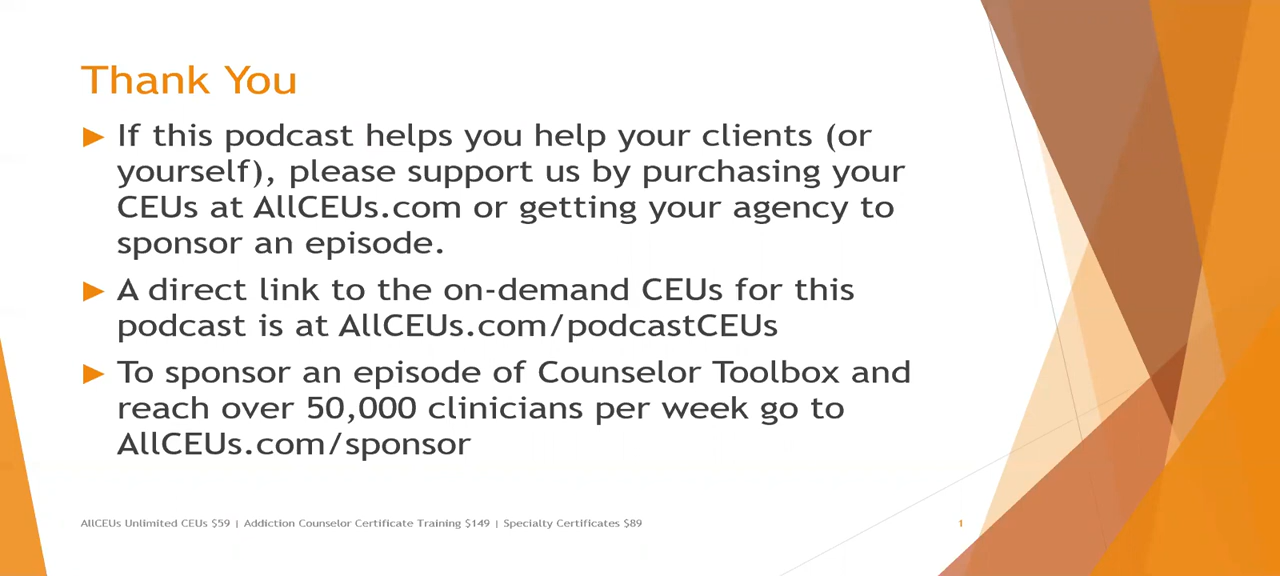 Thank You
► If this podcast helps you help your clients (or
yourself), please support us by purchasing your
CEUs at AllCEUs.com or getting your agency to
sponsor an episode.
► A direct link to the on-demand CEUs for this
podcast is at AllCEUs.com/podcastCEUs
► To sponsor an episode of Counselor Toolbox and
reach over 50,000 clinicians per week go to
AllCEUs.com/sponsor
AllCEUs Unlimited CEUs $59 | Addiction Counselor Certificate Training $149 | Specialty Certificates $89
1